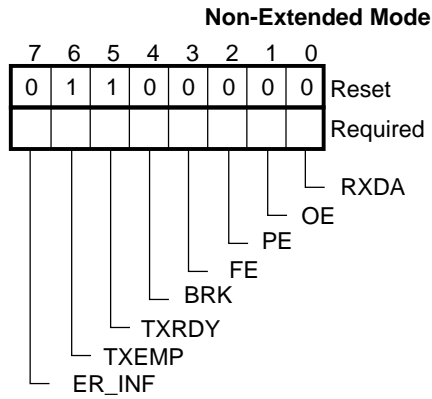 Non-Extended Mode
7 6 5 4 3 2 1 0
0 1 1 0 0 0 0 0 Reset
Required
RXDA
OE
PE
FE
BRK
TXRDY
TXEMP
ER_INF